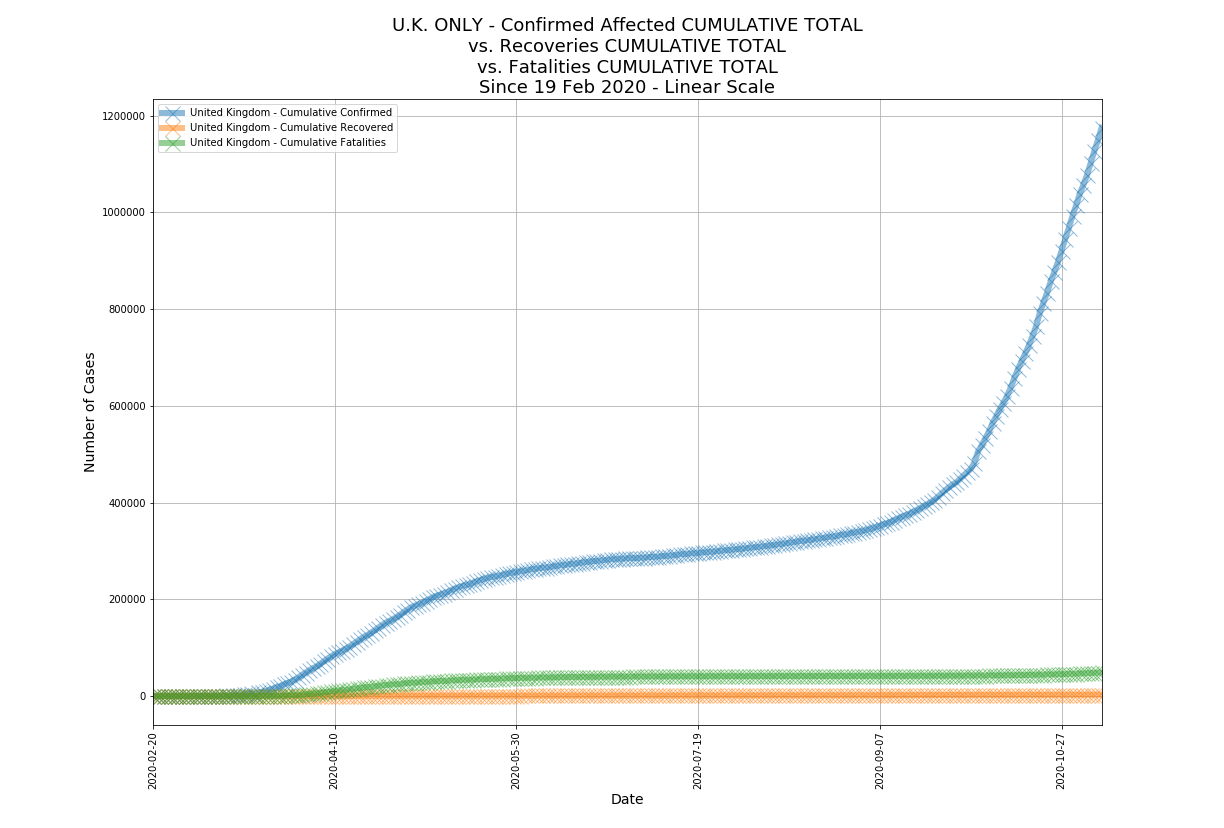 U.K. ONLY - Confirmed Affected CUMULATIVE TOTAL
vs. Recoveries CUMULATIVE TOTAL
vs. Fatalities CUMULATIVE TOTAL
Since 19 Feb 2020 - Linear Scale
United Kingdom - Cumulative Confirmed
United Kingdom - Cumulative Recovered
United Kingdom - Cumulative Fatalities
1200000
1000000
800000
600000
400000
200000
0
Number of Cases
2020-02-20
2020-04-10
2020-05-30
2020-07-19
2020-09-07
2020-10-27
Date